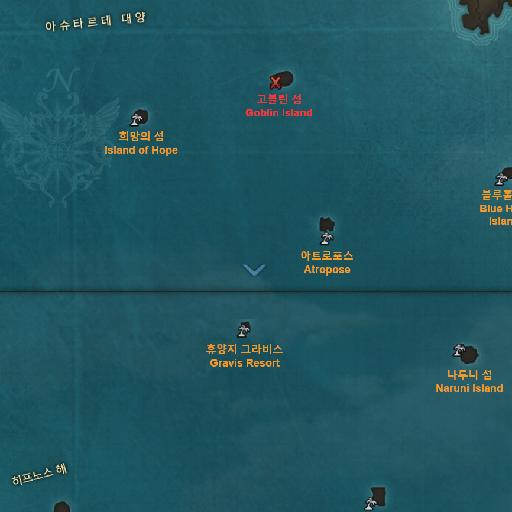 아슈타르테 대양
N
고블린 섬
Goblin Island
희망의 섬
Island of Hope
블루홀
Blue H
Islan
아트로포스
Atropose
휴양지 그라비스
Gravis Resort
나루니 섬
Naruni Island
히프노스 해